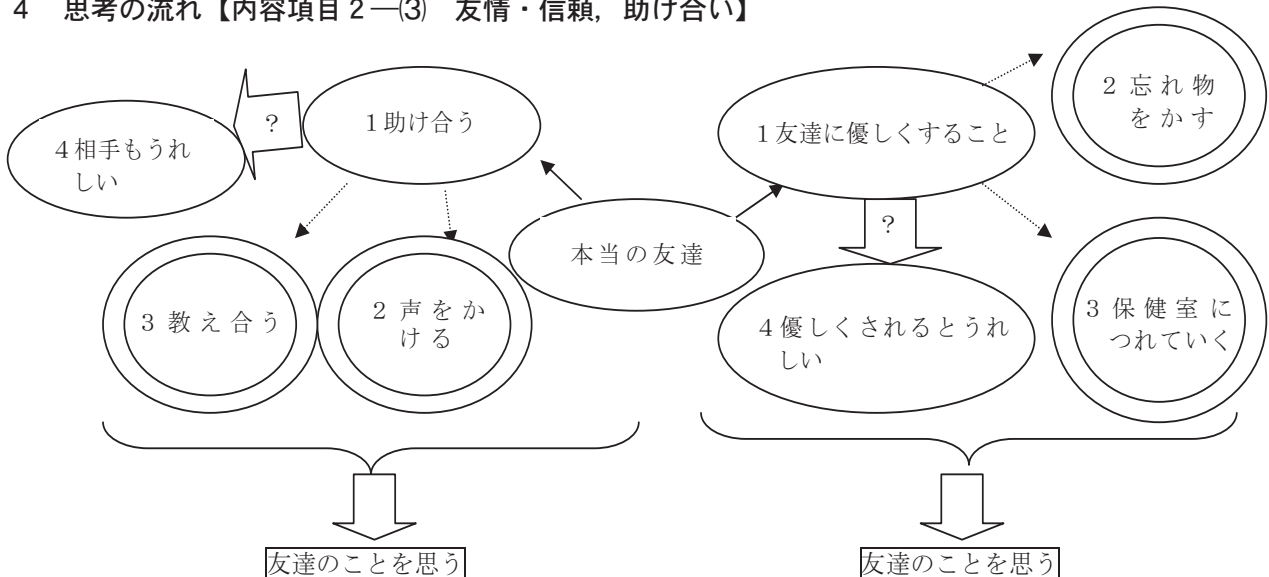 4 思考の流れ【内容項目2―⑶ 友情・信頼,助け合い】
4相手もうれ
しい
?
1助け合う
3教え合う
2声をか
ける
本当の友達
1友達に優しくすること
?
4優しくされるとうれ
しい
2忘れ物
をかす
3保健室に
つれていく
友達のことを思う
友達のことを思う